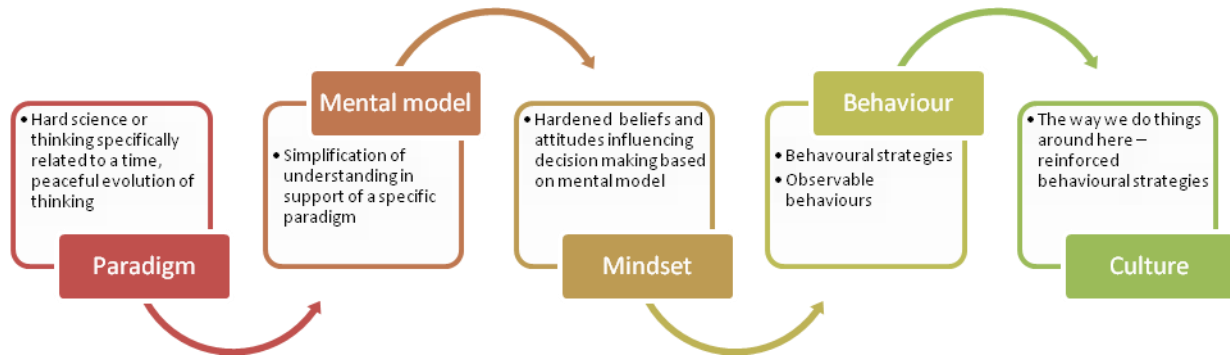 • Hard science or
thinking specifically
related to a time,
peaceful evolution of
thinking
Paradigm
Mental model
• Simplification of
understanding in
support of a specific
paradigm
• Hardened beliefs and
attitudes influencing
decision making based
on mental model
Mindset
Behaviour
• Behavoural strategies
• Observable
behaviours
• The way we do things
around here –
reinforced
behavioural strategies
Culture